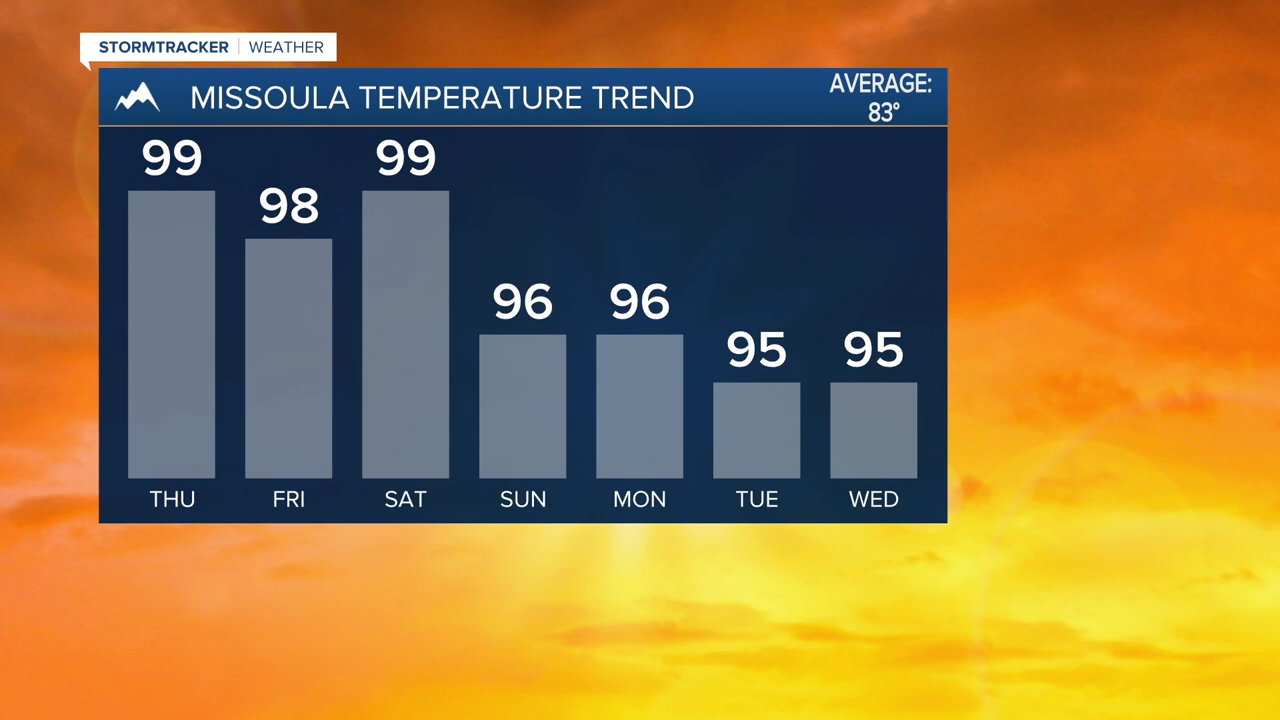 STORMTRACKER | WEATHER
MISSOULA TEMPERATURE TREND
AVERAGE:
83°
99 98 99 96 96 95 95
THU FRI SAT SUN MON TUE WED